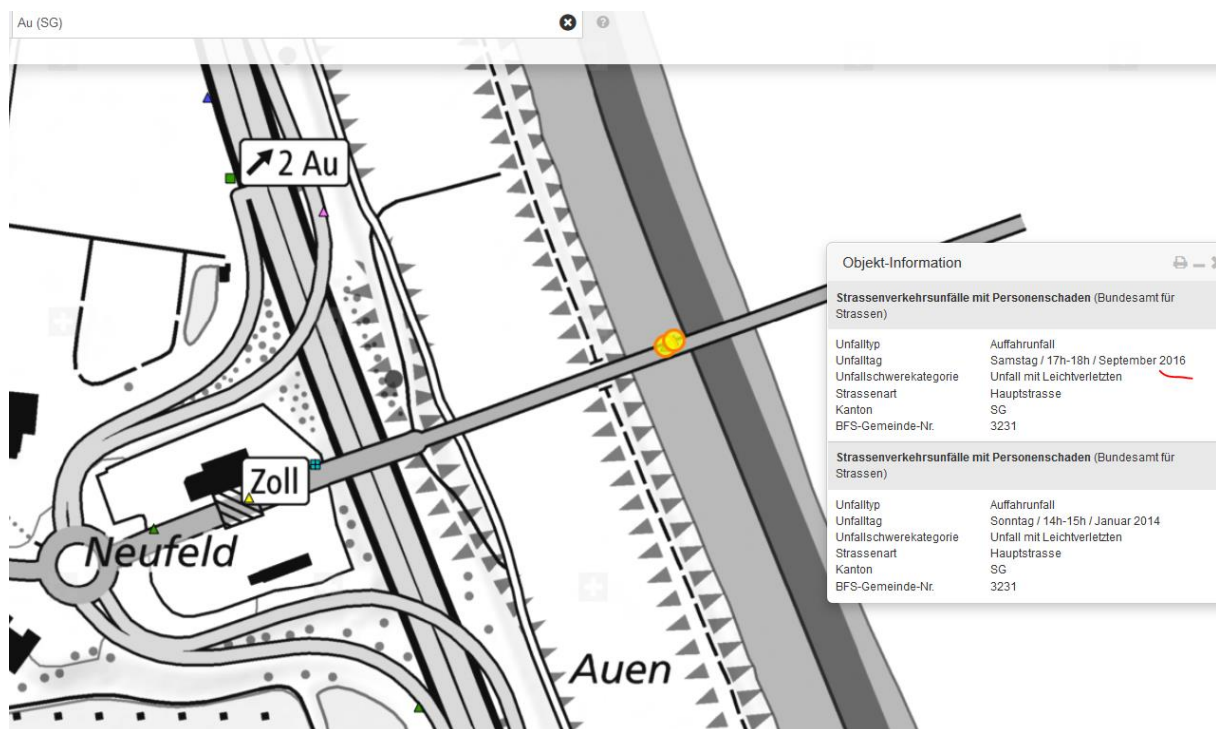 Au (SG)
2 Au
Zoll
Neufeld
Auen
Objekt-Information
Strassenverkehrsunfälle mit Personenschaden (Bundesamt für
Strassen)
Unfalltyp Auffahrunfall
Unfalltag Samstag / 17h-18h / September 2016
Unfallschwerekategorie Unfall mit Leichtverletzten
Strassenart Hauptstrasse
Kanton SG
BFS-Gemeinde-Nr. 3231
Strassenverkehrsunfälle mit Personenschaden (Bundesamt für
Strassen)
Unfalltyp Auffahrunfall
Unfalltag Sonntag / 14h-15h / Januar 2014
Unfallschwerekategorie Unfall mit Leichtverletzten
Strassenart Hauptstrasse
Kanton SG
BFS-Gemeinde-Nr. 3231